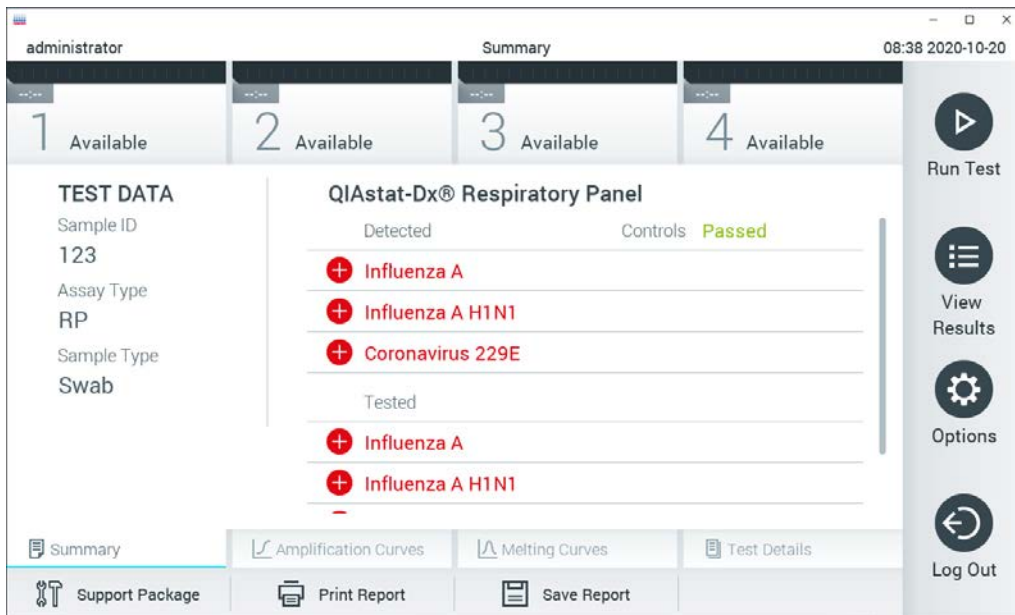 administrator Summary 08:38 2020-10-20
--:-- --:-- --:-- --:--
1 Available 2 Available 3 Available 4 Available
Run Test
TEST DATA
Sample ID
123
Assay Type
RP
Sample Type
Swab
QIAstat-Dx® Respiratory Panel
Detected Controls Passed
Influenza A
Influenza A H1N1
Coronavirus 229E
Tested
Influenza A
Influenza A H1N1
View
Results
Options
Log Out
Summary Amplification Curves Melting Curves Test Details
Support Package Print Report Save Report